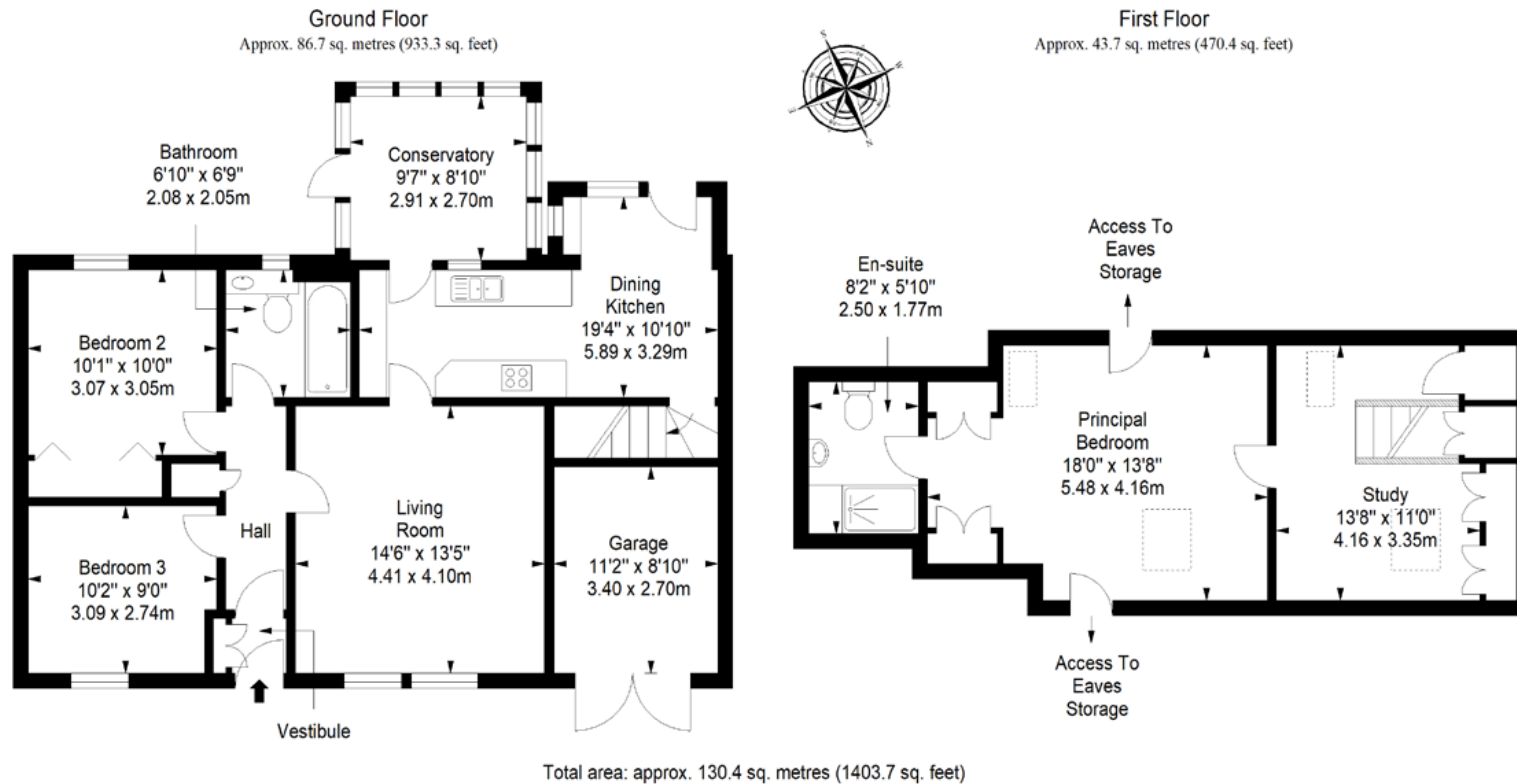 Ground Floor
Approx. 86.7 sq. metres (933.3 sq. feet)
First Floor
Approx. 43.7 sq. metres (470.4 sq. feet)
S
W
E
N
Bathroom
6'10" x 6'9"
2.08 x 2.05m
Conservatory
9'7" x 8'10"
2.91 x 2.70m
Bedroom 2
10'1" x 10'0"
3.07 x 3.05m
Dining
Kitchen
19'4" x 10'10"
5.89 x 3.29m
Bedroom 3
10'2" x 9'0"
3.09 x 2.74m
Hall
Living
Room
14'6" x 13'5"
4.41 x 4.10m
Garage
11'2" x 8'10"
3.40 x 2.70m
Vestibule
En-suite
8'2" x 5'10"
2.50 x 1.77m
Access To
Eaves
Storage
Principal
Bedroom
18'0" x 13'8"
5.48 x 4.16m
Study
13'8" x 11'0"
4.16 x 3.35m
Access To
Eaves
Storage
Total area: approx. 130.4 sq. metres (1403.7 sq. feet)